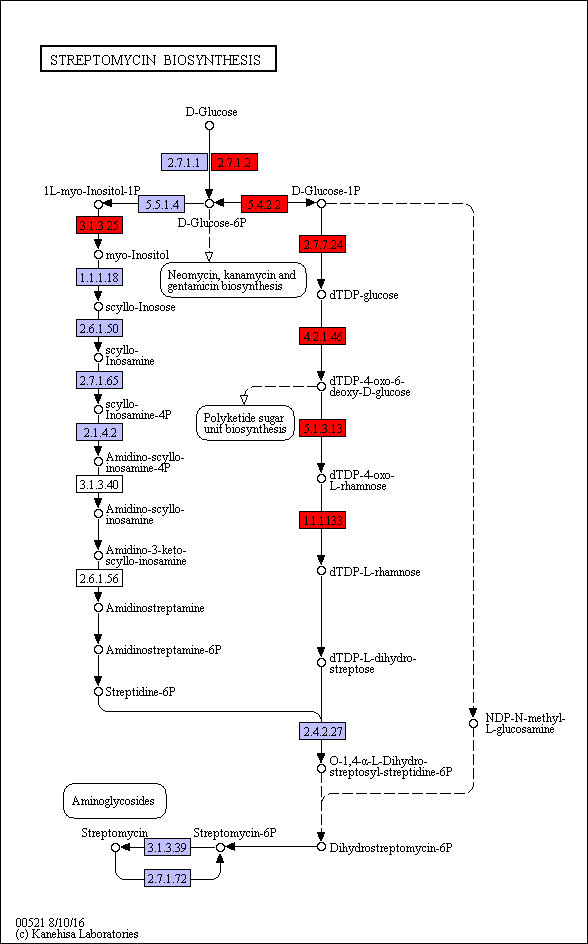 STREPTOMYCIN BIOSYNTHESIS
D-Glucose
2.7.1.1
2.7.1.2
1L-myo-Inositol-1P
D-Glucose-1P
5.5.1.4
5.4.2.2
D-Glucose-6P
3.1.3.25
2.7.7.24
myo-Inositol
Neomycin, kanamycin and
gentamicin biosynthesis
1.1.1.18
dTDP-glucose
scyllo-Inosose
2.6.1.50
4.2.1.46
scyllo-
Inosamine
2.7.1.65
dTDP-4-oxo-6-
deoxy-D-glucose
scyllo-
Inosamine-4P
Polyketide sugar
unit biosynthesis
2.1.4.2
5.1.3.13
Amidino-scyllo-
inosamine-4P
3.1.3.40
dTDP-4-oxo-
L-rhamnose
Amidino-scyllo-
inosamine
1.1.1.133
Amidino-3-keto-
scyllo-inosamine
2.6.1.56
dTDP-L-rhamnose
Amidinostreptamine
Amidinostreptamine-6P
dTDP-L-dihydro-
streptose
Streptidine-6P
NDP-N-methyl-
L-glucosamine
2.4.2.27
O-1,4-α-L-Dihydro-
streptosyl-streptidine-6P
Aminoglycosides
Streptomycin
Streptomycin-6P
3.1.3.39
Dihydrostreptomycin-6P
2.7.1.72
00521 8/10/16
(c) Kanehisa Laboratories